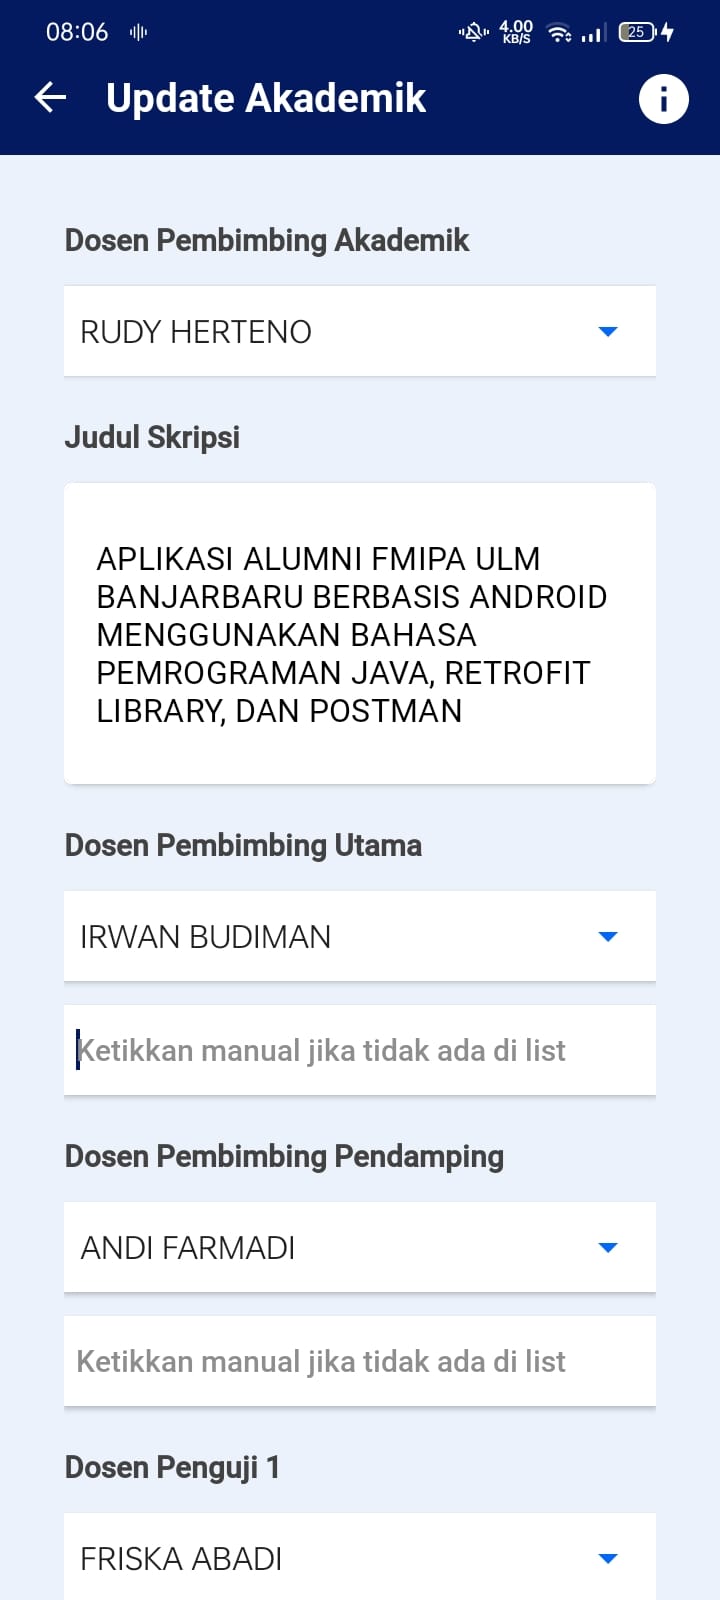 08:06
4.00
KB/S
25
Update Akademik
Dosen Pembimbing Akademik
RUDY HERTENO
Judul Skripsi
APLIKASI ALUMNI FMIPA ULM
BANJARBARU BERBASIS ANDROID
MENGGUNAKAN BAHASA
PEMROGRAMAN JAVA, RETROFIT
LIBRARY, DAN POSTMAN
Dosen Pembimbing Utama
IRWAN BUDIMAN
Ketikkan manual jika tidak ada di list
Dosen Pembimbing Pendamping
ANDI FARMADI
Ketikkan manual jika tidak ada di list
Dosen Penguji 1
FRISKA ABADI